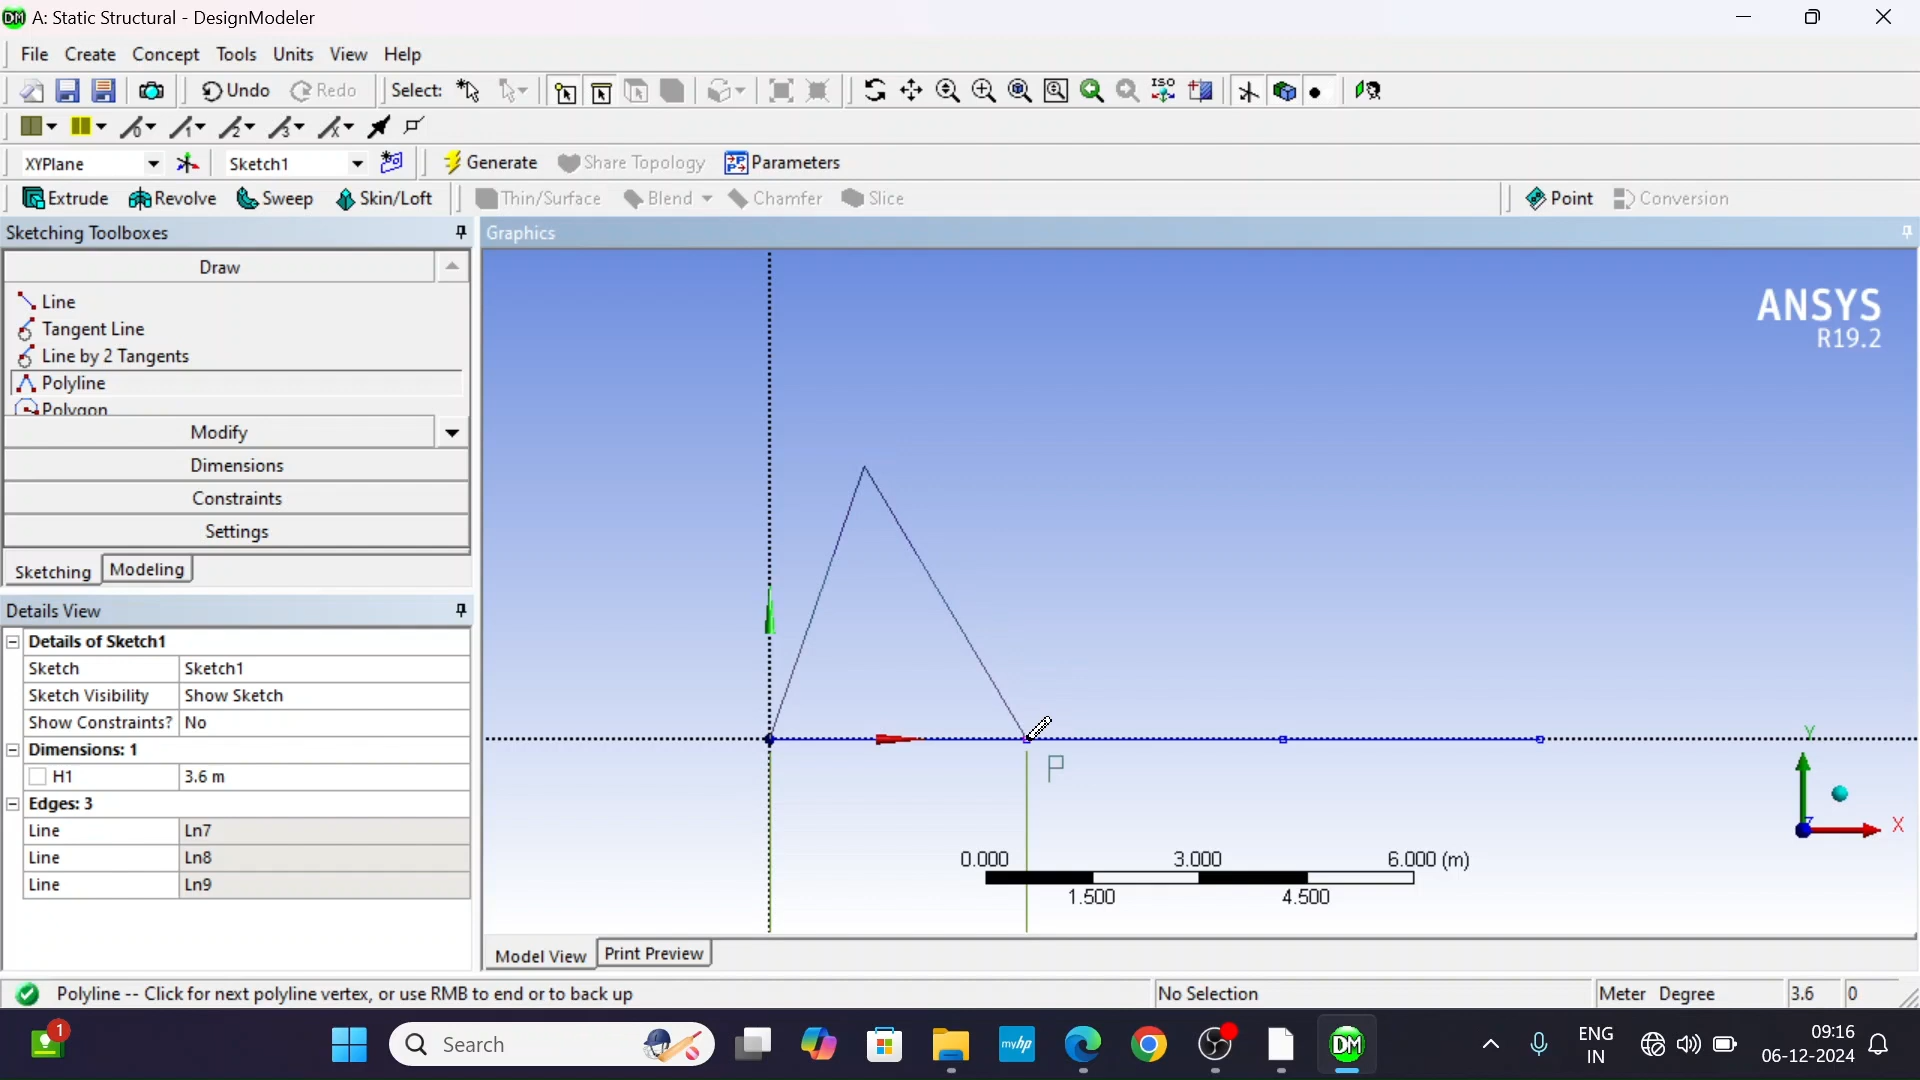 DM A: Static Structural - DesignModeler
File Create Concept Tools Units View Help
Undo Redo Select: ISO
XYPlane Sketch1 Generate Share Topology Parameters
Extrude Revolve Sweep Skin/Loft Thin/Surface Blend Chamfer Slice Point Conversion
Sketching Toolboxes
Draw
Line
Tangent Line
Line by 2 Tangents
Polyline
Polygon
Modify
Dimensions
Constraints
Settings
Sketching Modeling
Details View
Details of Sketch1
Sketch Sketch1
Sketch Visibility Show Sketch
Show Constraints? No
Dimensions: 1
H1 3.6 m
Edges: 3
Line Ln7
Line Ln8
Line Ln9
Graphics
ANSYS
R19.2
P
Y
Z
X
0.000 3.000 6.000 (m)
1.500 4.500
Model View Print Preview
Polyline -- Click for next polyline vertex, or use RMB to end or to back up No Selection Meter Degree 3.6 0
1 Search myhp DM ENG 09:16
IN 06-12-2024